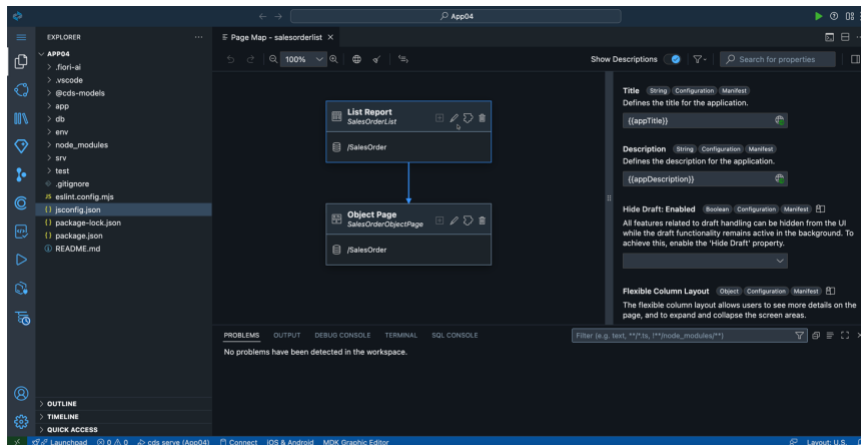 App04
EXPLORER
Page Map - salesorderlist
APP04
.fiori-ai
.vscode
@cds-models
app
db
env
node_modules
srv
test
.gitignore
eslint.config.mjs
jsconfig.json
package-lock.json
package.json
README.md
OUTLINE
TIMELINE
QUICK ACCESS
100%
Show Descriptions
Search for properties
List Report
SalesOrderList
/SalesOrder
Object Page
SalesOrderObjectPage
/SalesOrder
Title String Configuration Manifest
Defines the title for the application.
{{appTitle}}
Description String Configuration Manifest
Defines the description for the application.
{{appDescription}}
Hide Draft: Enabled Boolean Configuration Manifest
All features related to draft handling can be hidden from the UI
while the draft functionality remains active in the background. To
achieve this, enable the 'Hide Draft' property.
Flexible Column Layout Object Configuration Manifest
The flexible column layout allows users to see more details on the
page, and to expand and collapse the screen areas.
PROBLEMS OUTPUT DEBUG CONSOLE TERMINAL SQL CONSOLE
Filter (e.g. text, **/*.ts, !**/node_modules/**)
No problems have been detected in the workspace.
Launchpad 0 0 cds serve (App04) Connect iOS & Android MDK Graphic Editor Layout: U.S.